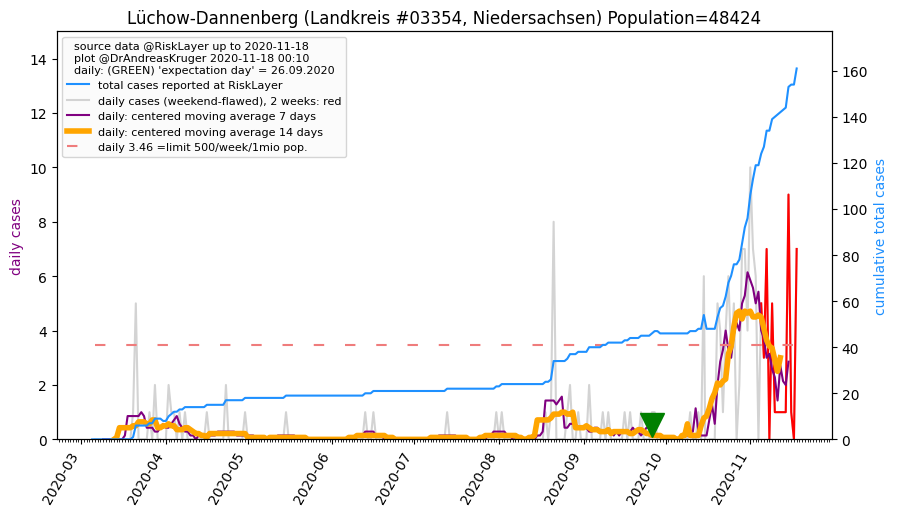 Lüchow-Dannenberg (Landkreis #03354, Niedersachsen) Population=48424
source data @RiskLayer up to 2020-11-18
plot @DrAndreasKruger 2020-11-18 00:10
daily: (GREEN) 'expectation day' = 26.09.2020
total cases reported at RiskLayer
daily cases (weekend-flawed), 2 weeks: red
daily: centered moving average 7 days
daily: centered moving average 14 days
daily 3.46 =limit 500/week/1mio pop.
daily cases
14
12
10
8
6
4
2
0
160
140
120
100
80
60
40
20
0
cumulative total cases
2020-03
2020-04
2020-05
2020-06
2020-07
2020-08
2020-09
2020-10
2020-11